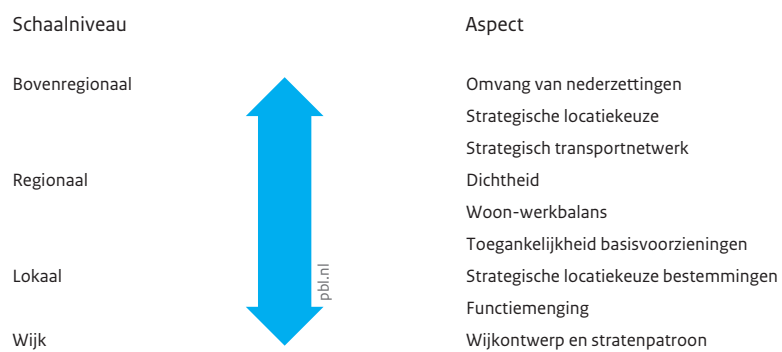 Schaalniveau Aspect
Bovenregionaal Omvang van nederzettingen
Strategische locatiekeuze
Strategisch transportnetwerk
Regionaal Dichtheid
Woon-werkbalans
Toegankelijkheid basisvoorzieningen
Lokaal Strategische locatiekeuze bestemmingen
Functiemenging
Wijk Wijkontwerp en stratenpatroon
pbl.nl